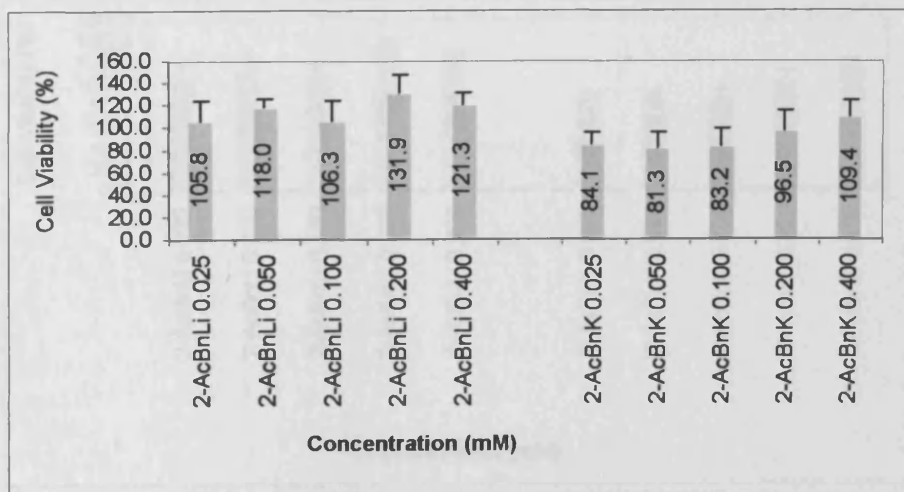 Cell Viability (%)
160.0
140.0
120.0
100.0
80.0
60.0
40.0
20.0
0.0
105.8
118.0
106.3
131.9
121.3
84.1
81.3
83.2
96.5
109.4
2-AcBnLi 0.025
2-AcBnLi 0.050
2-AcBnLi 0.100
2-AcBnLi 0.200
2-AcBnLi 0.400
2-AcBnK 0.025
2-AcBnK 0.050
2-AcBnK 0.100
2-AcBnK 0.200
2-AcBnK 0.400
Concentration (mM)